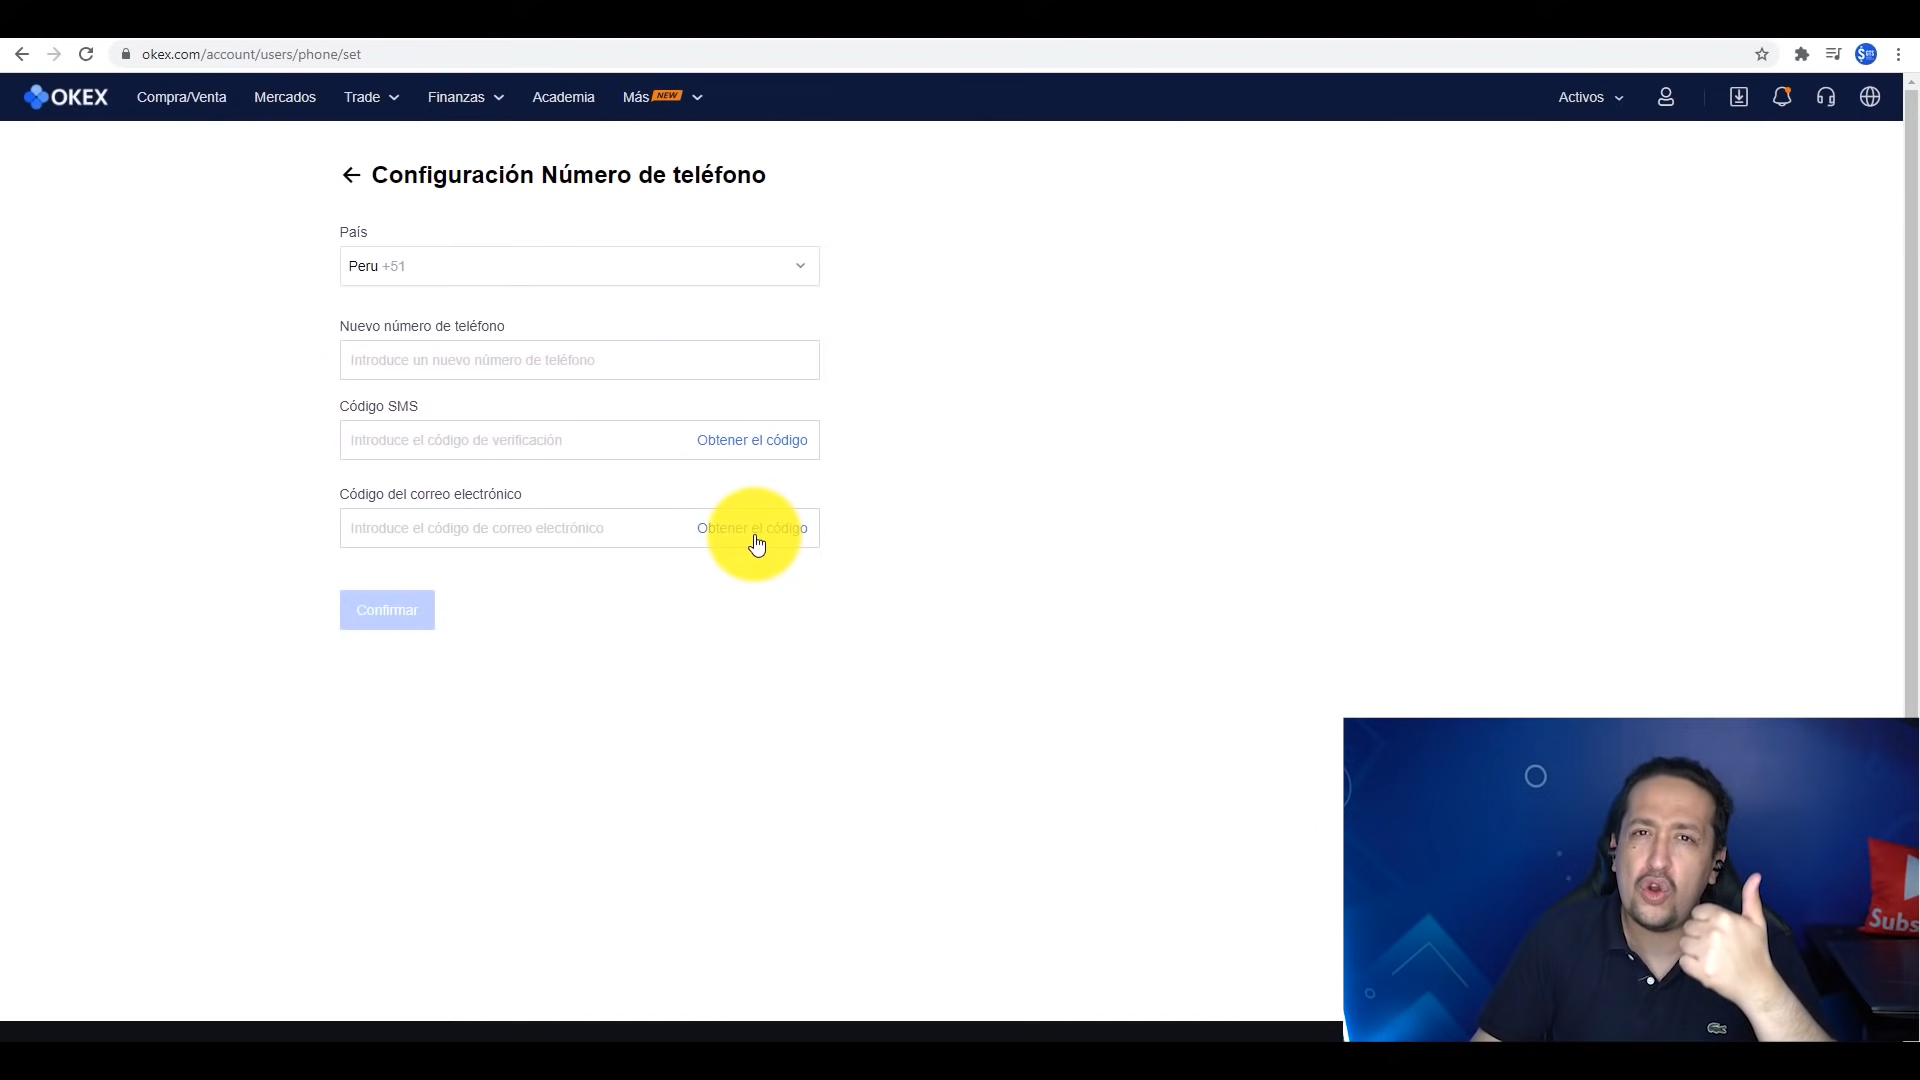 okex.com/account/users/phone/set
OKEX Compra/Venta Mercados Trade Finanzas Academia Más NEW Activos
Configuración Número de teléfono
País
Peru +51
Nuevo número de teléfono
Introduce un nuevo número de teléfono
Código SMS
Introduce el código de verificación Obtener el código
Código del correo electrónico
Introduce el código de correo electrónico Obtener el código
Confirmar
Subs